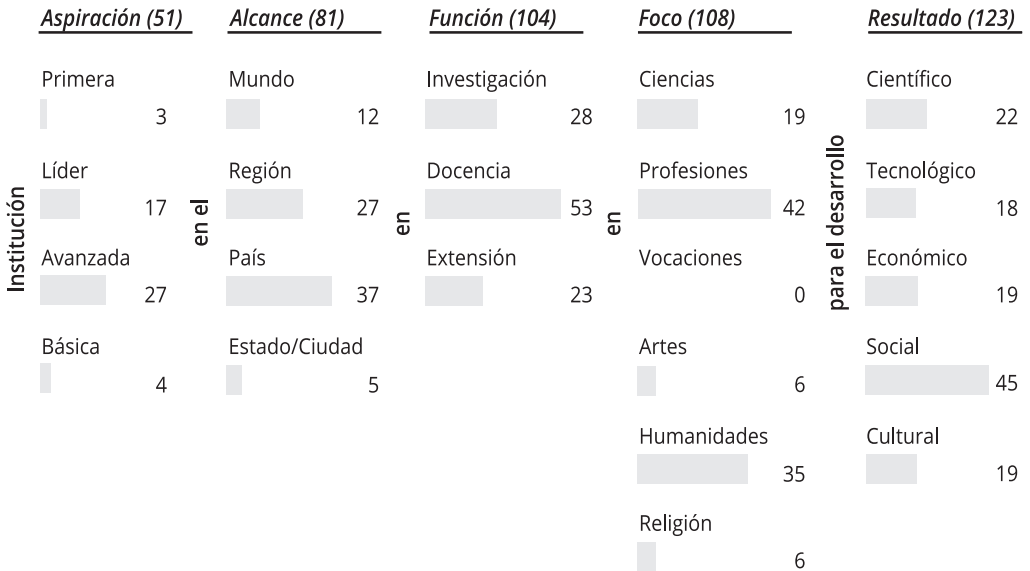 Aspiración (51)
Alcance (81)
Función (104)
Foco (108)
Resultado (123)
Institución
Primera
3
Líder
17
Avanzada
27
Básica
4
en el
Mundo
12
Región
27
País
37
Estado/Ciudad
5
en
Investigación
28
Docencia
53
Extensión
23
en
Ciencias
19
Profesiones
42
Vocaciones
0
Artes
6
Humanidades
35
Religión
6
para el desarrollo
Científico
22
Tecnológico
18
Económico
19
Social
45
Cultural
19